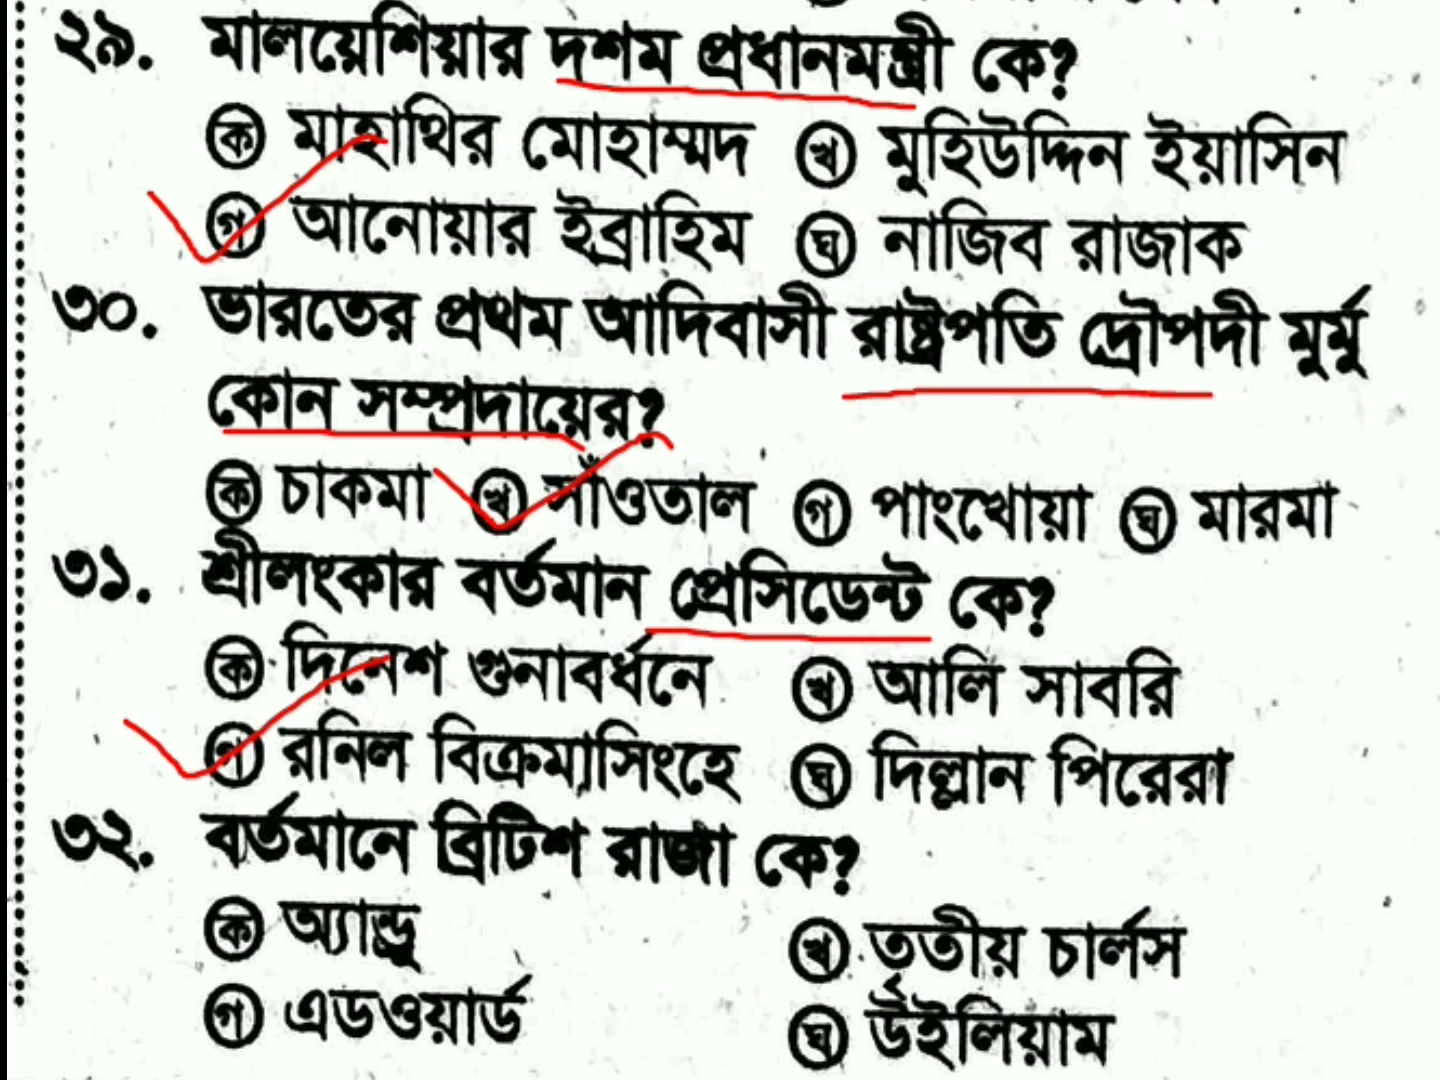 ২৯. মালয়েশিয়ার দশম প্রধানমন্ত্রী কে?
ক মাহাথির মোহাম্মদ খ মুহিউদ্দিন ইয়াসিন
গ আনোয়ার ইব্রাহিম ঘ নাজিব রাজাক
৩০. ভারতের প্রথম আদিবাসী রাষ্ট্রপতি দ্রৌপদী মুর্মু
কোন সম্প্রদায়ের?
ক চাকমা খ সাঁওতাল গ পাংখোয়া ঘ মারমা
৩১. শ্রীলংকার বর্তমান প্রেসিডেন্ট কে?
ক দিনেশ গুনাবর্ধনে খ আলি সাবরি
গ রনিল বিক্রমাসিংহে ঘ দিল্লান পিরেরা
৩২. বর্তমানে ব্রিটিশ রাজা কে?
ক অ্যান্ড্রু খ তৃতীয় চার্লস
গ এডওয়ার্ড ঘ উইলিয়াম